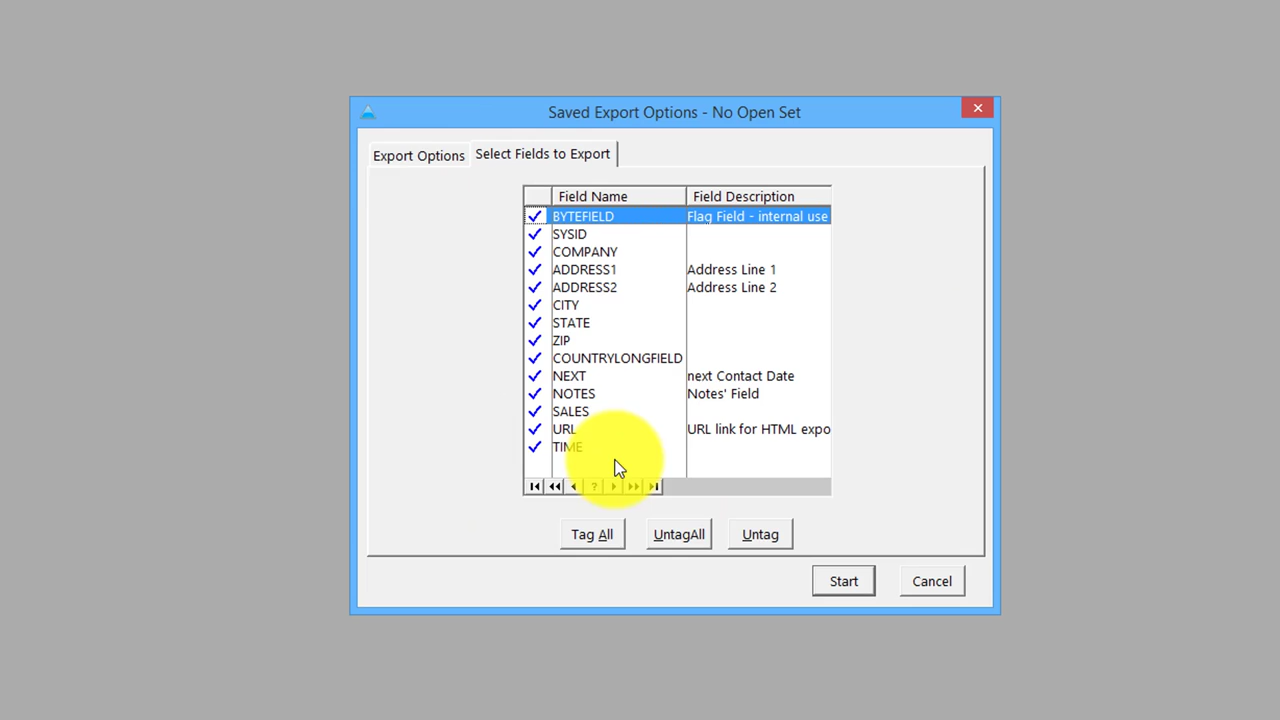 Saved Export Options - No Open Set
Export Options
Select Fields to Export
Field Name Field Description
BYTEFIELD Flag Field - internal use
SYSID
COMPANY
ADDRESS1 Address Line 1
ADDRESS2 Address Line 2
CITY
STATE
ZIP
COUNTRYLONGFIELD
NEXT next Contact Date
NOTES Notes' Field
SALES
URL URL link for HTML expo
TIME
?
Tag All UntagAll Untag
Start Cancel